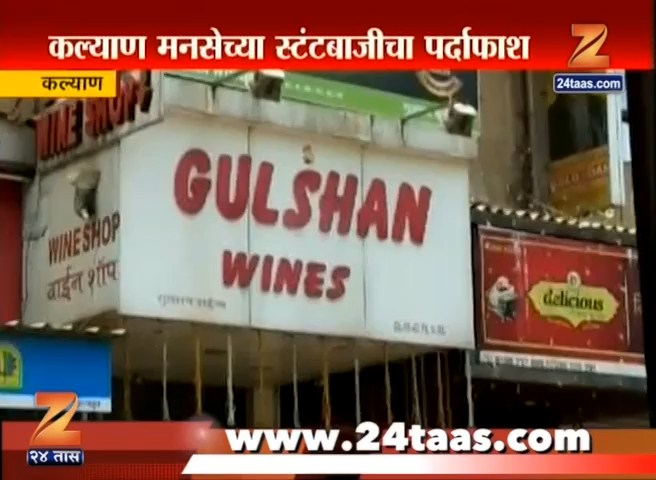 कल्याण मनसेच्या स्टंटबाजीचा पर्दाफाश
24taas.com
कल्याण
WINE SHOP
GULSHAN
WINES
WINE SHOP
वाईन शॉप
delicious
२४ तास
www.24taas.com